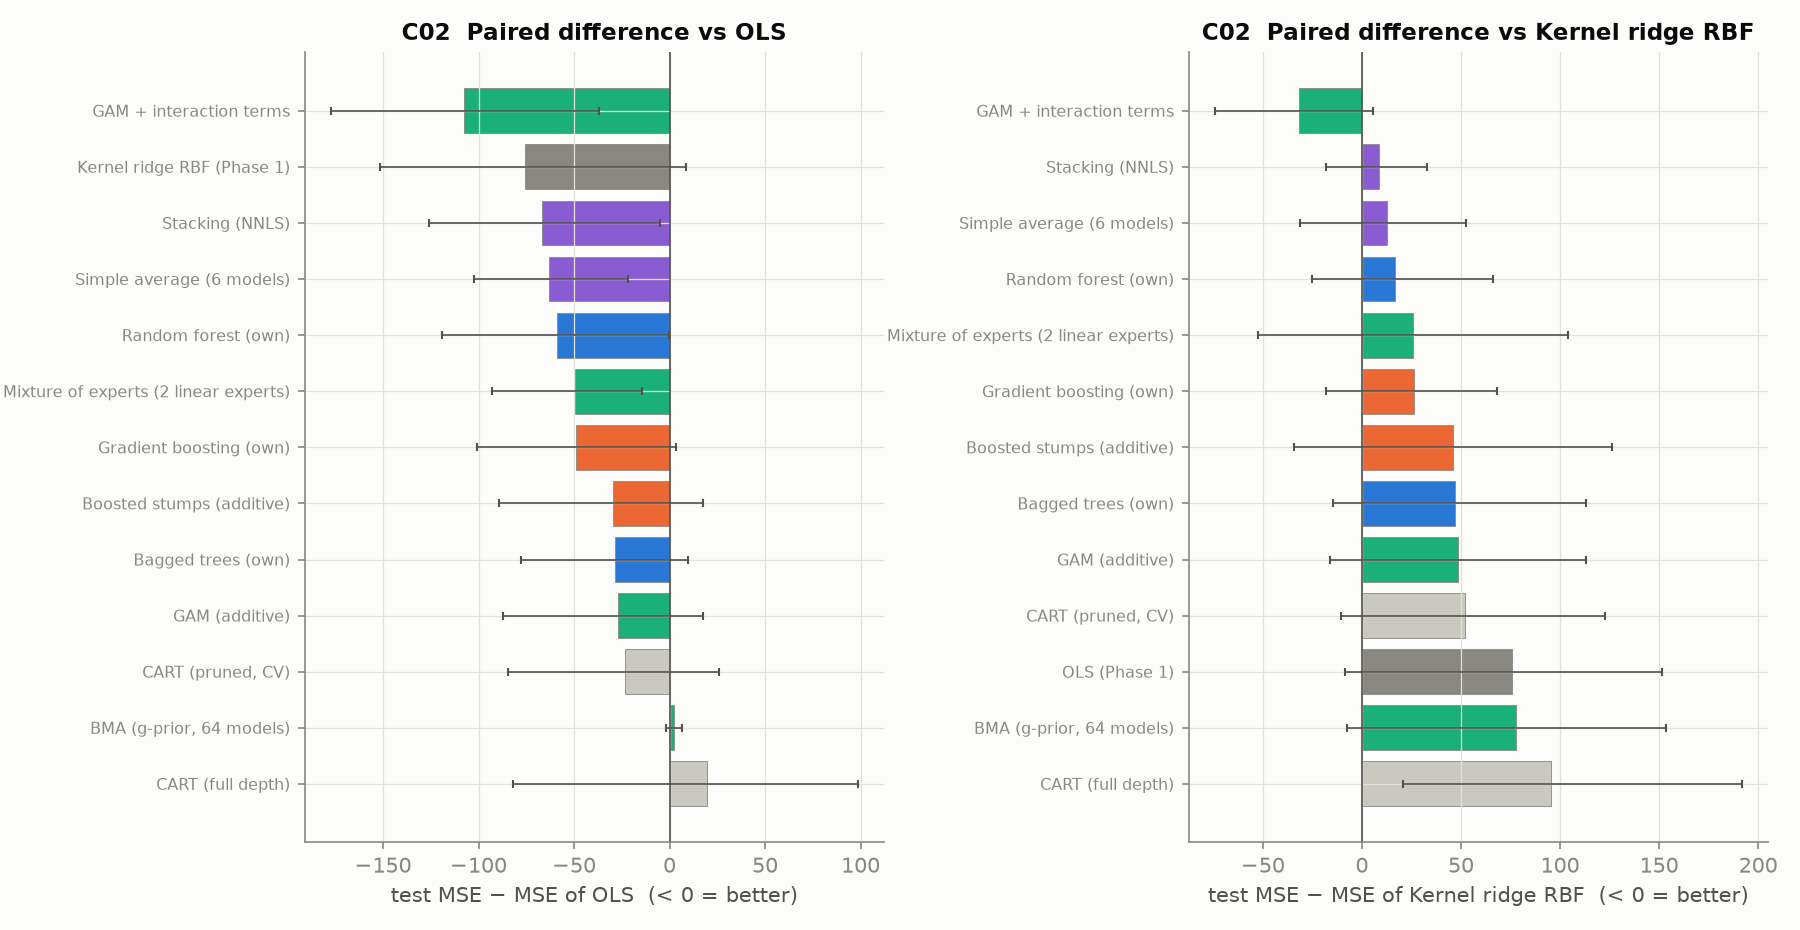 C02  Paired difference vs OLS
GAM + interaction terms
Kernel ridge RBF (Phase 1)
Stacking (NNLS)
Simple average (6 models)
Random forest (own)
Mixture of experts (2 linear experts)
Gradient boosting (own)
Boosted stumps (additive)
Bagged trees (own)
GAM (additive)
CART (pruned, CV)
BMA (g-prior, 64 models)
CART (full depth)
−150 −100 −50 0 50 100
test MSE − MSE of OLS  (< 0 = better)
C02  Paired difference vs Kernel ridge RBF
GAM + interaction terms
Stacking (NNLS)
Simple average (6 models)
Random forest (own)
Mixture of experts (2 linear experts)
Gradient boosting (own)
Boosted stumps (additive)
Bagged trees (own)
GAM (additive)
CART (pruned, CV)
OLS (Phase 1)
BMA (g-prior, 64 models)
CART (full depth)
−50 0 50 100 150 200
test MSE − MSE of Kernel ridge RBF  (< 0 = better)